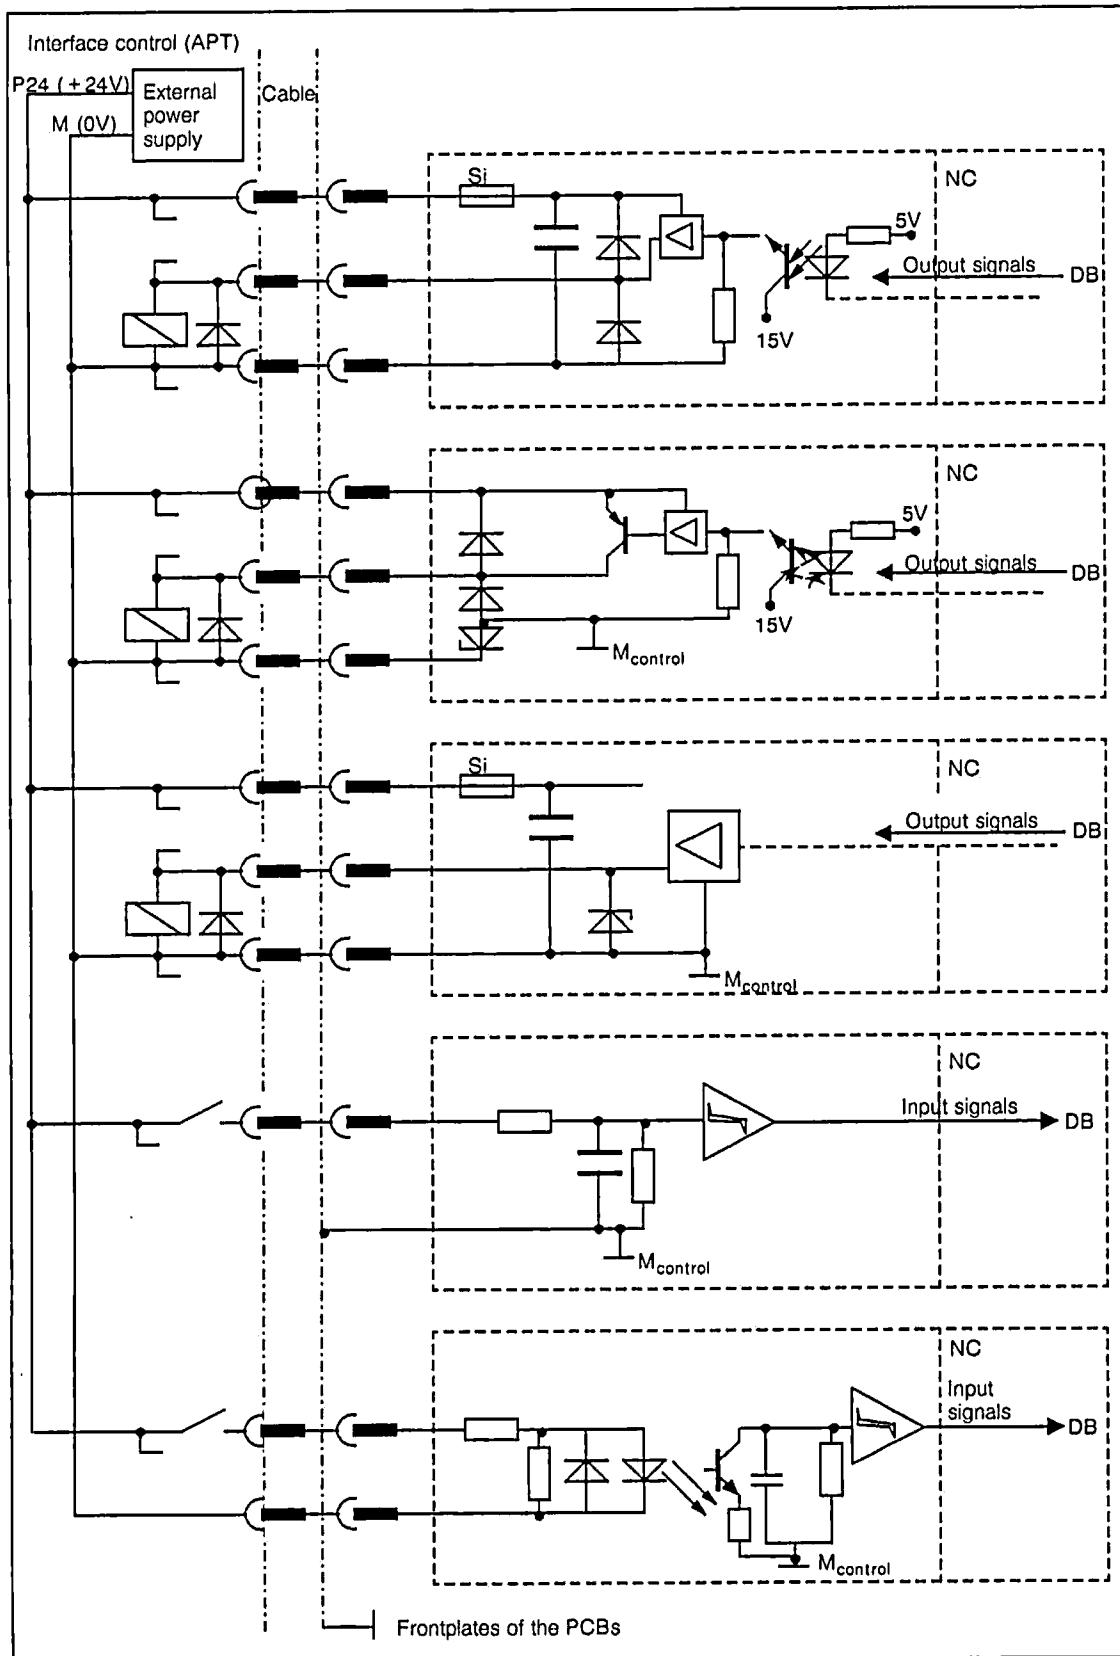 Interface control (APT)
P24 (+24V)
External
power
supply
Cable
M (0V)
Si
NC
5V
Output signals
DB
15V
NC
5V
Output signals
DB
15V
Mcontrol
Si
NC
Output signals
DB
Mcontrol
NC
Input signals
DB
Mcontrol
NC
Input
signals
DB
Mcontrol
Frontplates of the PCBs